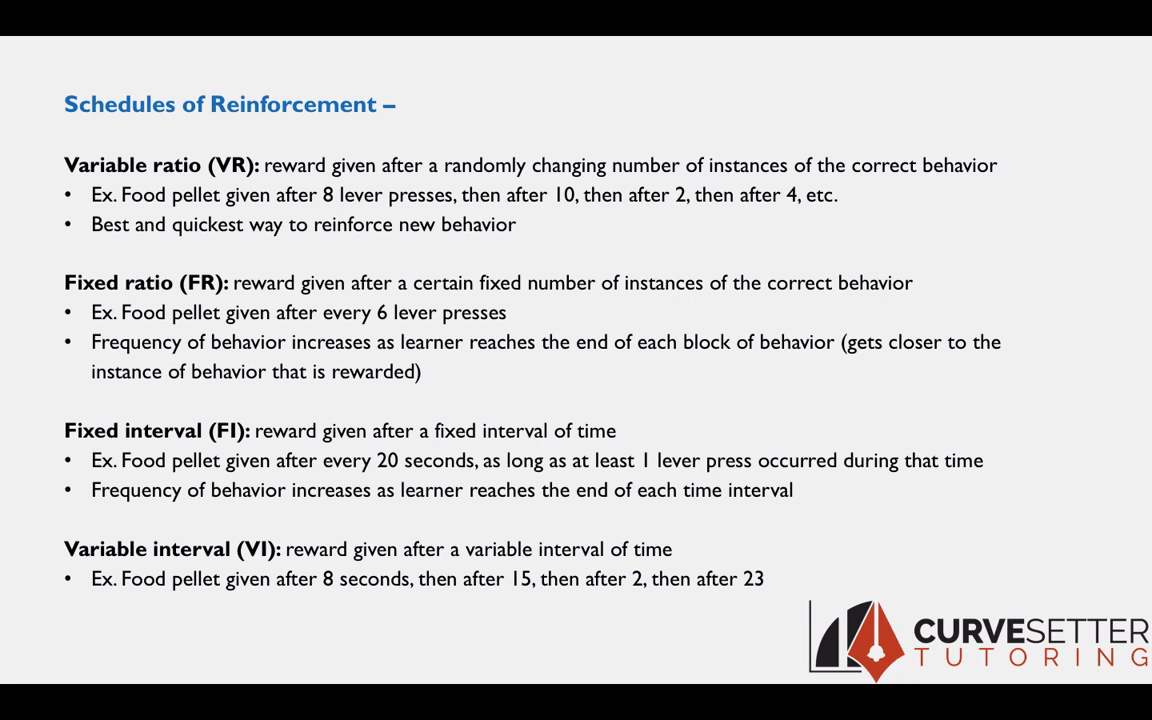 Schedules of Reinforcement –
Variable ratio (VR): reward given after a randomly changing number of instances of the correct behavior
• Ex. Food pellet given after 8 lever presses, then after 10, then after 2, then after 4, etc.
• Best and quickest way to reinforce new behavior
Fixed ratio (FR): reward given after a certain fixed number of instances of the correct behavior
• Ex. Food pellet given after every 6 lever presses
• Frequency of behavior increases as learner reaches the end of each block of behavior (gets closer to the
instance of behavior that is rewarded)
Fixed interval (FI): reward given after a fixed interval of time
• Ex. Food pellet given after every 20 seconds, as long as at least 1 lever press occurred during that time
• Frequency of behavior increases as learner reaches the end of each time interval
Variable interval (VI): reward given after a variable interval of time
• Ex. Food pellet given after 8 seconds, then after 15, then after 2, then after 23
CURVESETTER
TUTORING